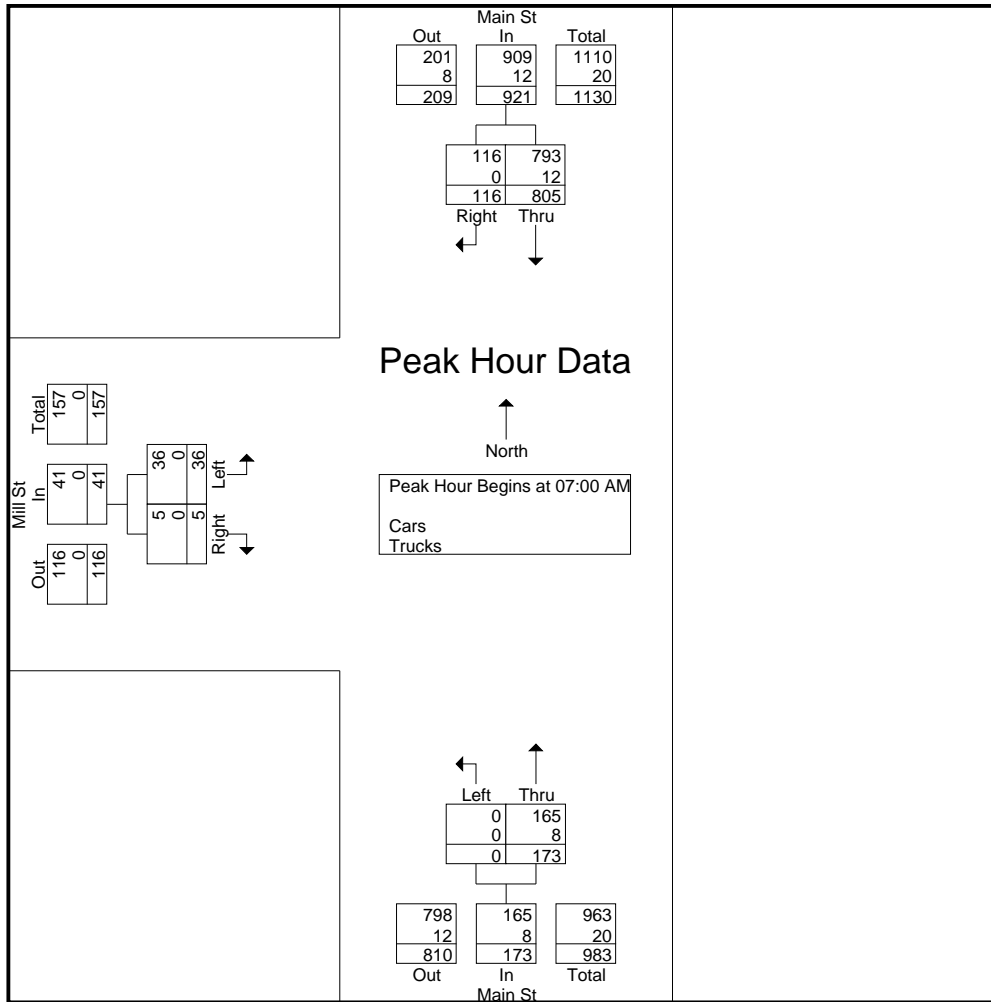 Main St
Out In Total
201 909 1110
8 12 20
209 921 1130
116 793
0 12
116 805
Right Thru
Peak Hour Data
North
Peak Hour Begins at 07:00 AM
Cars
Trucks
Mill St
Out In Total
116 41 157
0 0 0
116 41 157
5 36
0 0
5 36
Right Left
Left Thru
0 165
0 8
0 173
798 165 963
12 8 20
810 173 983
Out In Total
Main St